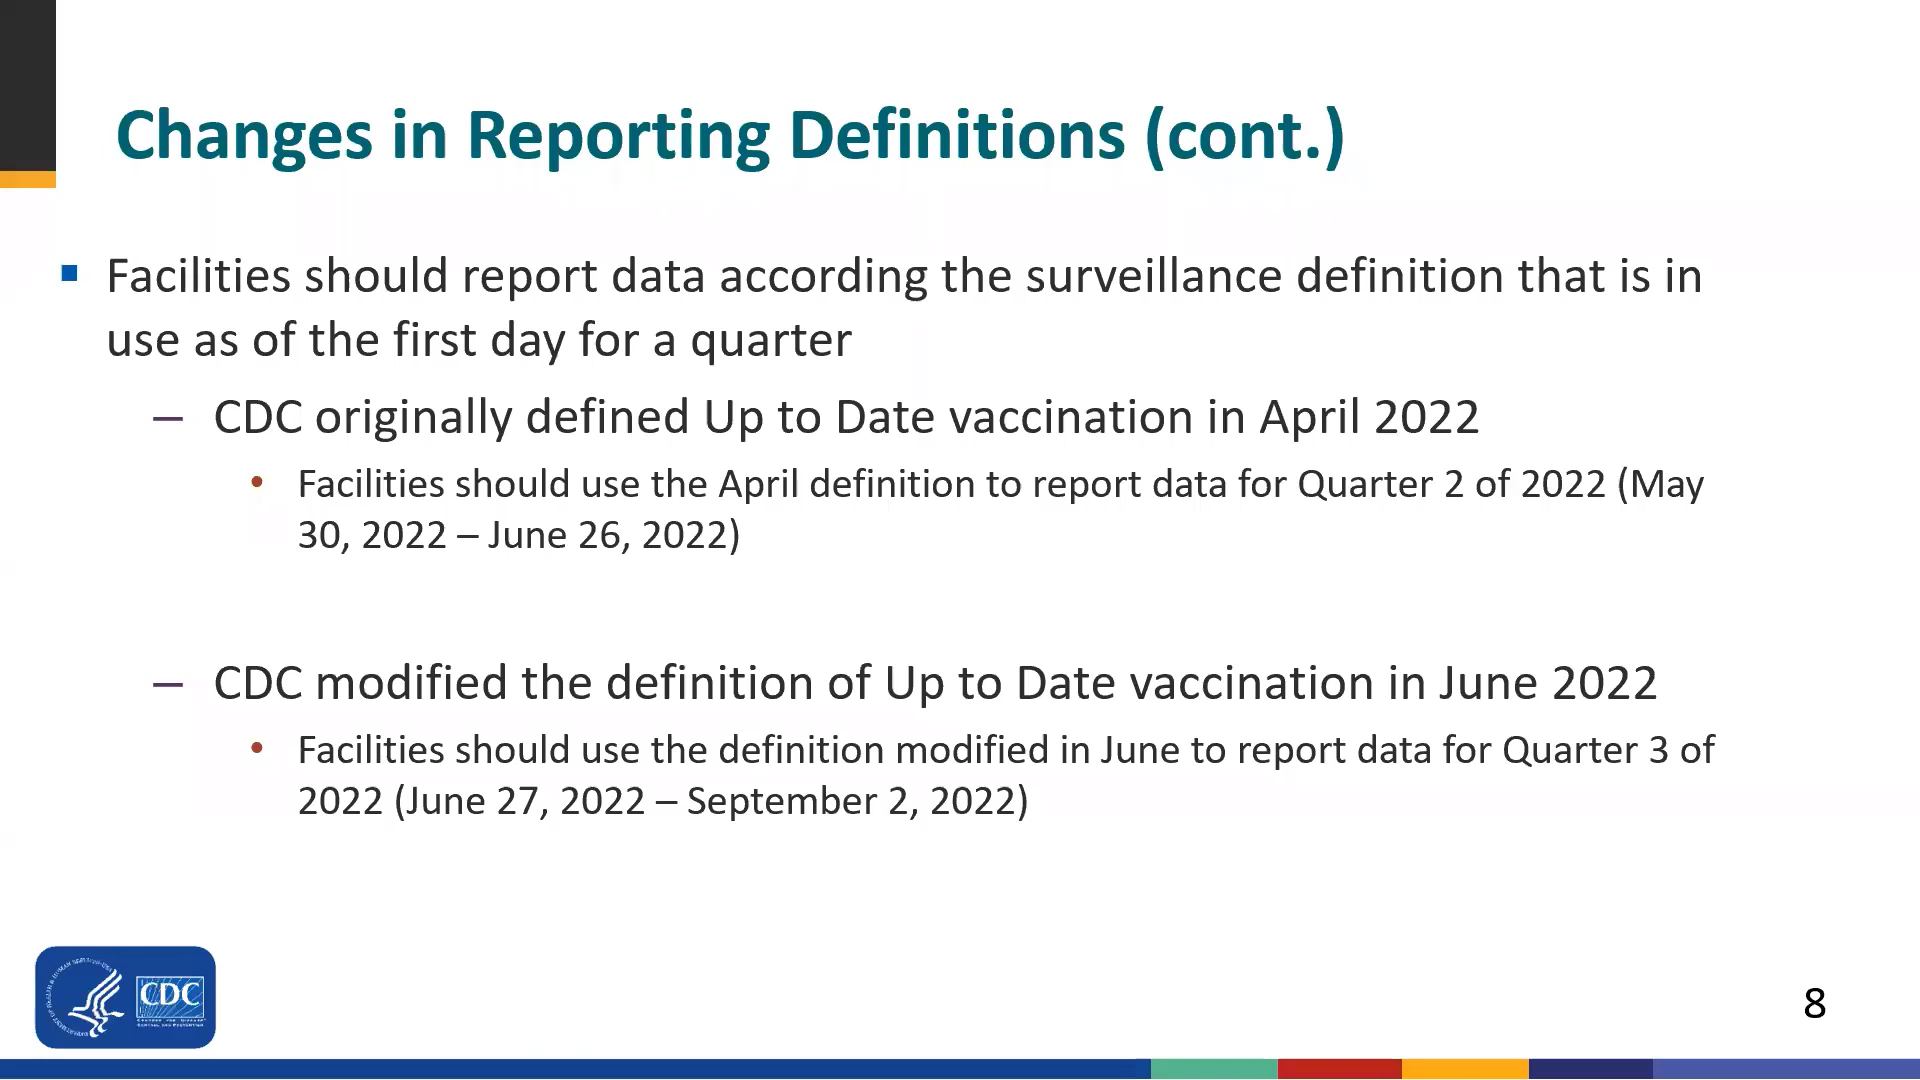 Changes in Reporting Definitions (cont.)
▪ Facilities should report data according the surveillance definition that is in
use as of the first day for a quarter
– CDC originally defined Up to Date vaccination in April 2022
• Facilities should use the April definition to report data for Quarter 2 of 2022 (May
30, 2022 – June 26, 2022)
– CDC modified the definition of Up to Date vaccination in June 2022
• Facilities should use the definition modified in June to report data for Quarter 3 of
2022 (June 27, 2022 – September 2, 2022)
CDC
8